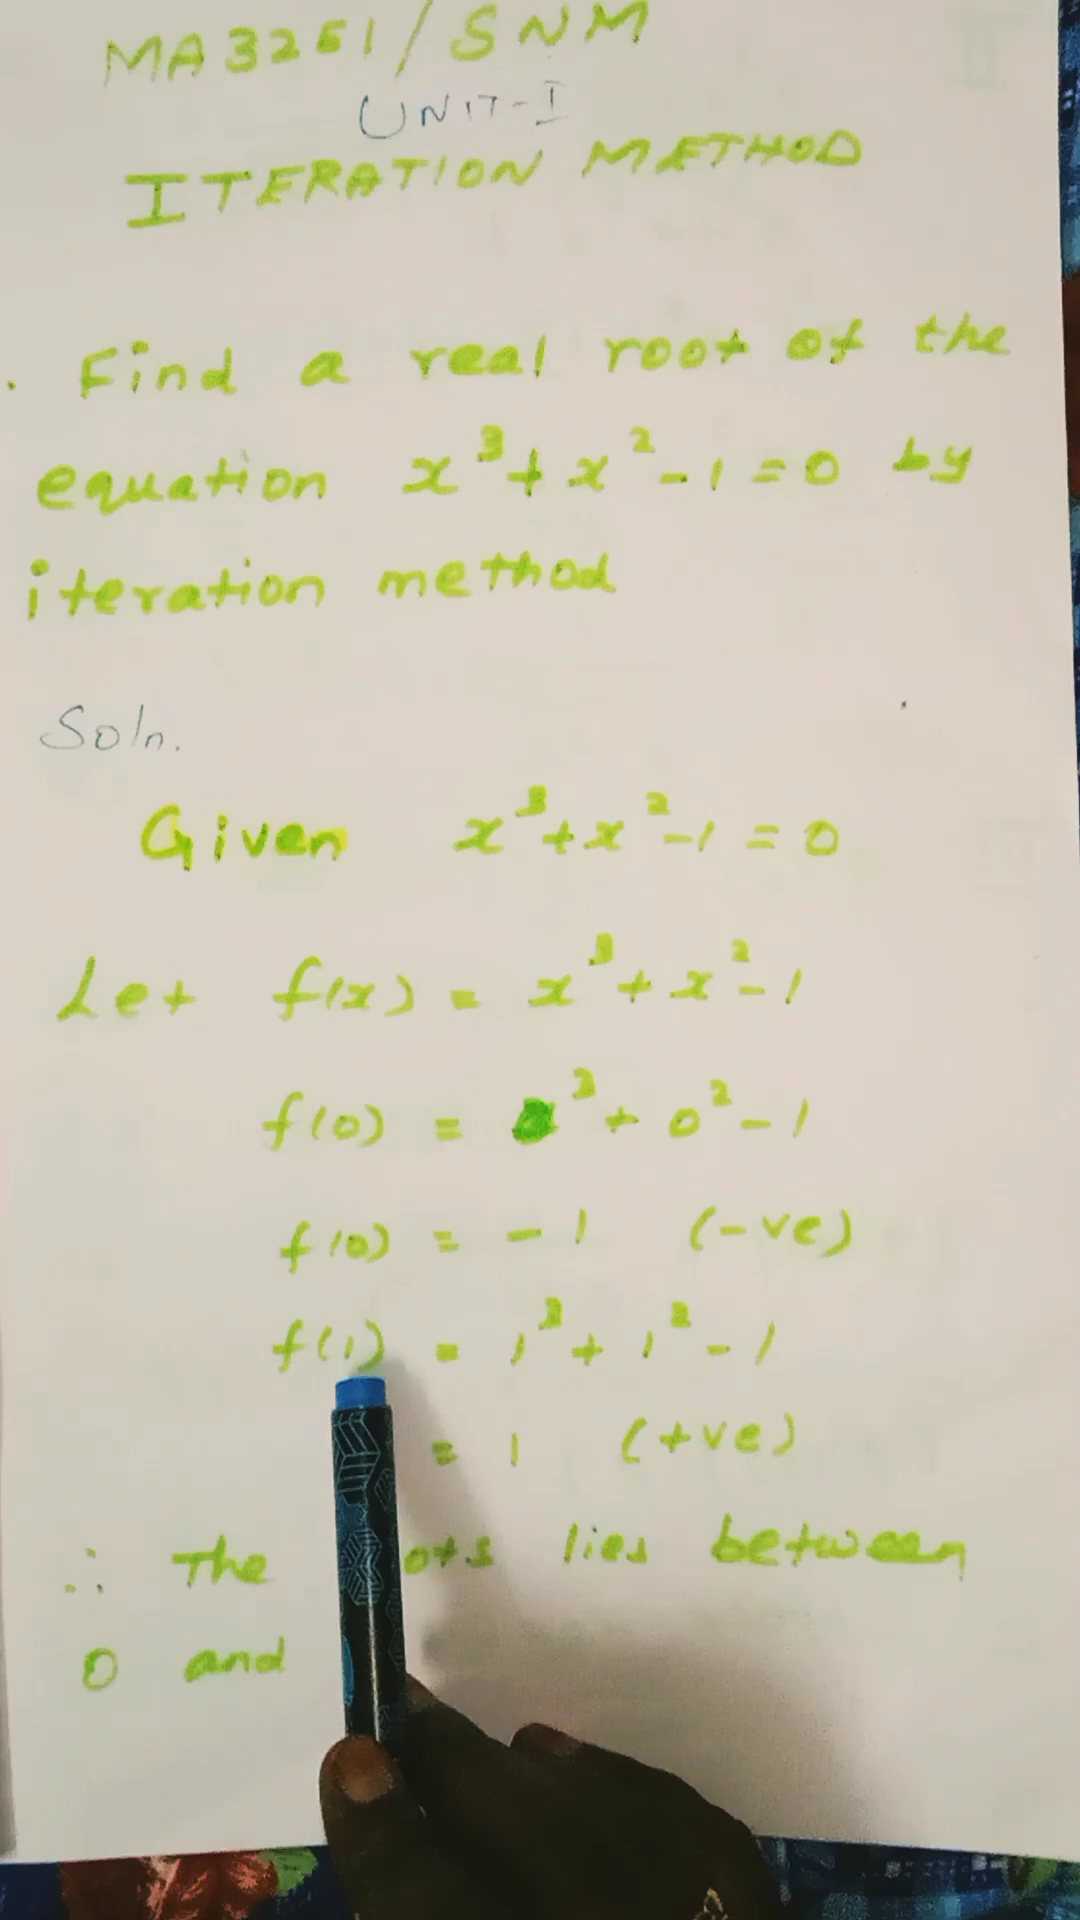 MA3251/SNM
UNIT-I
ITERATION METHOD
. Find a real root of the
equation x³+x²-1=0 by
iteration method
Soln.
Given x³+x²-1=0
Let f(x) = x³+x²-1
f(0) = 0³+0²-1
f(0) = -1 (-ve)
f(1) = 1³+1²-1
= 1 (+ve)
∴ The ots lies between
0 and